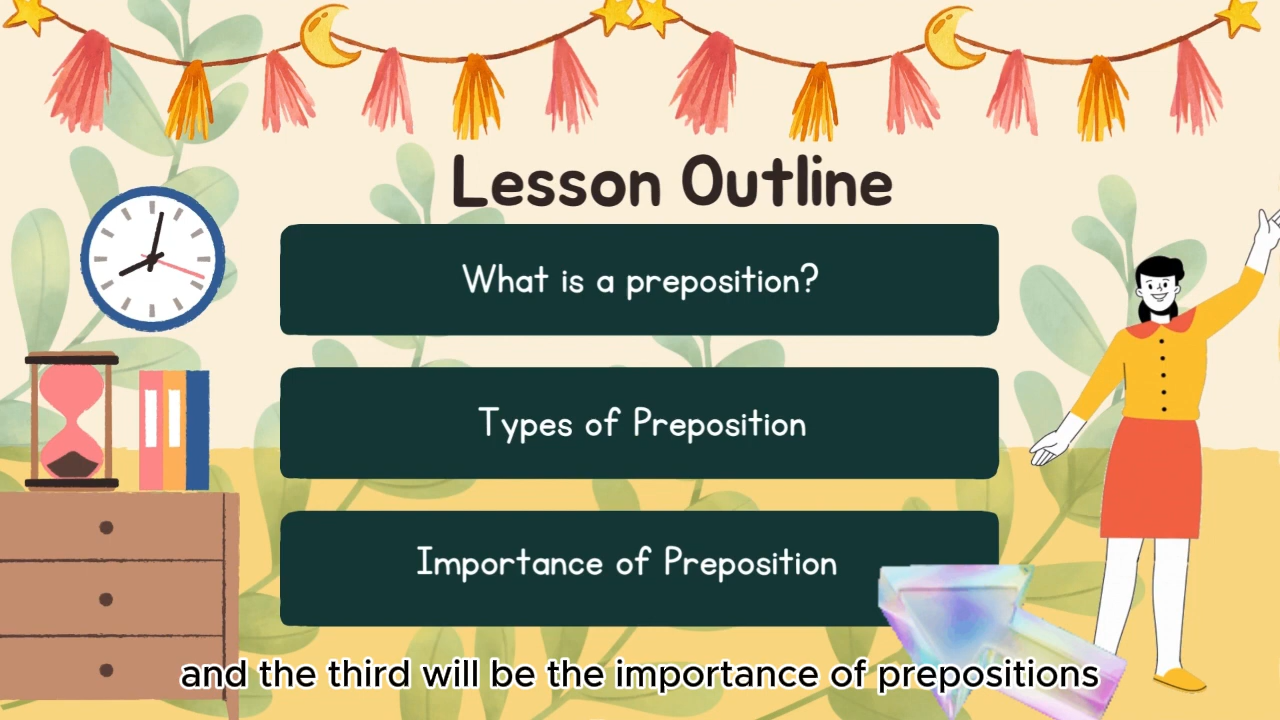 Lesson Outline
What is a preposition?
Types of Preposition
Importance of Preposition
and the third will be the importance of prepositions